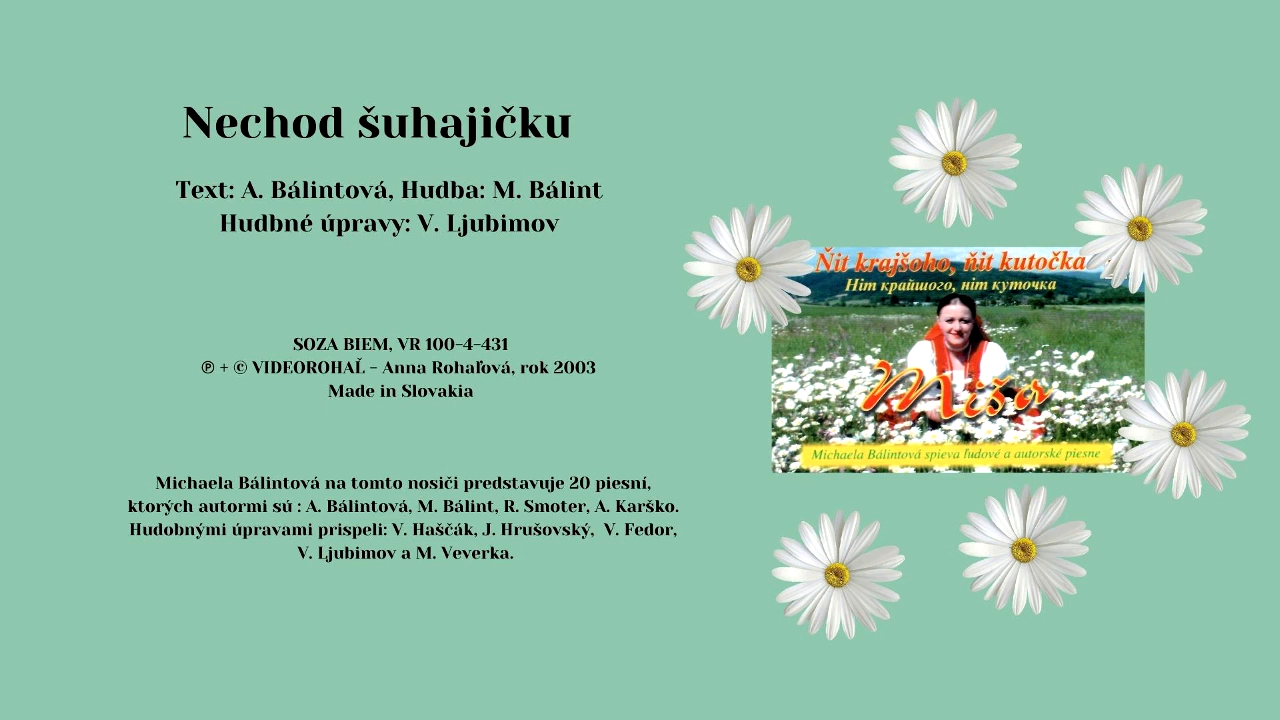 Nechod šuhajičku
Text: A. Bálintová, Hudba: M. Bálint
Hudbné úpravy: V. Ljubimov
SOZA BIEM, VR 100-4-431
℗ + © VIDEOROHAĽ - Anna Rohaľová, rok 2003
Made in Slovakia
Michaela Bálintová na tomto nosiči predstavuje 20 piesní,
ktorých autormi sú : A. Bálintová, M. Bálint, R. Smoter, A. Karško.
Hudobnými úpravami prispeli: V. Haščák, J. Hrušovský, V. Fedor,
V. Ljubimov a M. Veverka.
Ňit krajšoho, ňit kutočka
Нïт крайшого, нïт куточка
Mišo
Michaela Bálintová spieva ľudové a autorské piesne